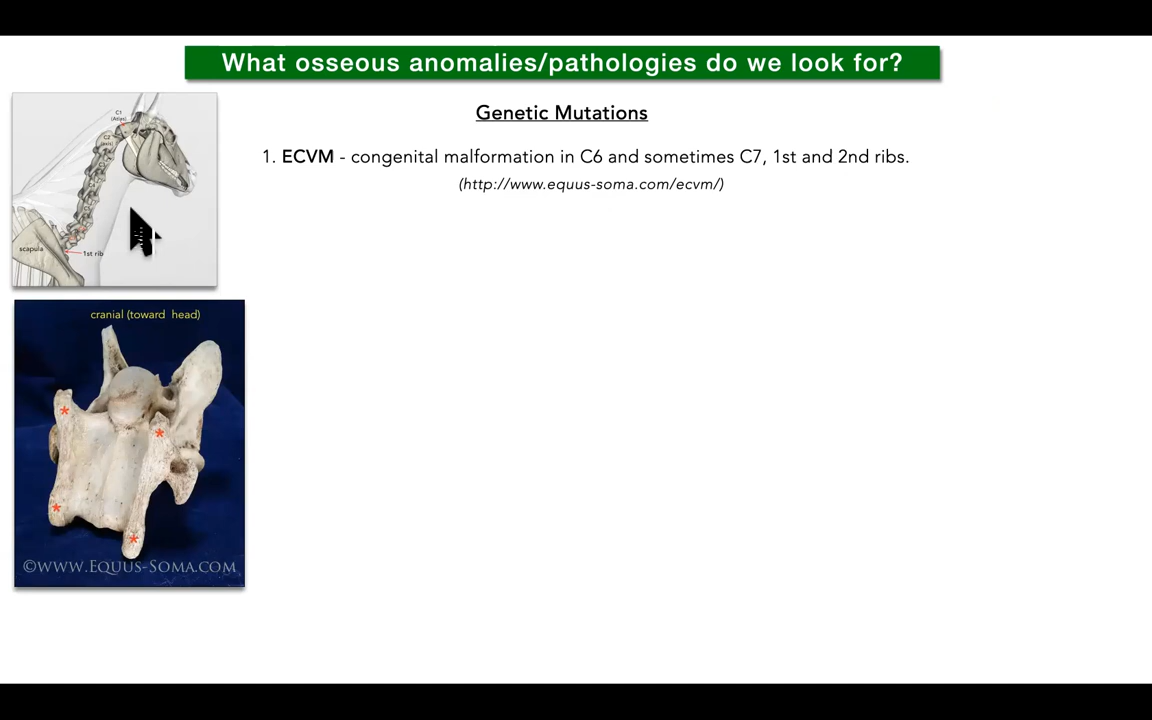 What osseous anomalies/pathologies do we look for?
Genetic Mutations
1. ECVM - congenital malformation in C6 and sometimes C7, 1st and 2nd ribs.
(http://www.equus-soma.com/ecvm/)
C1
(Atlas)
C2
(axis)
scapula
1st rib
cranial (toward head)
* 
*
*
*
©www.Equus-Soma.com